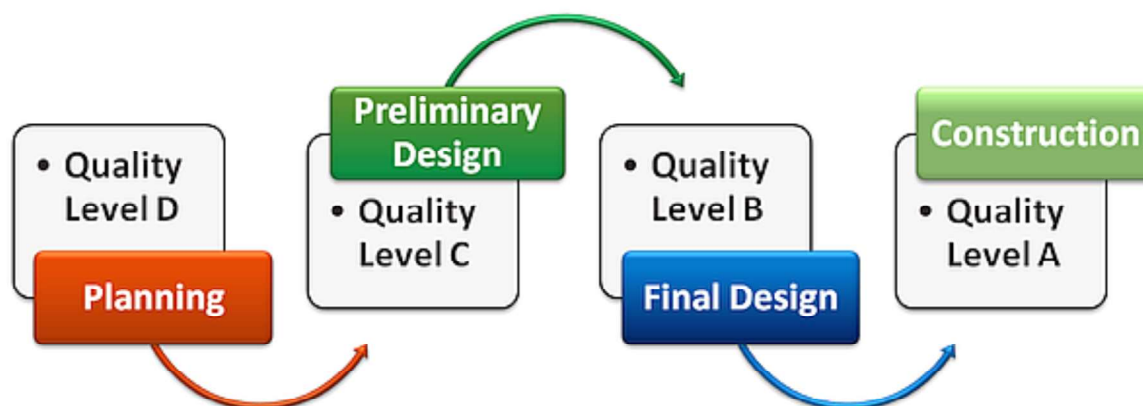 • Quality
Level D
Planning
Preliminary
Design
• Quality
Level C
• Quality
Level B
Final Design
Construction
• Quality
Level A